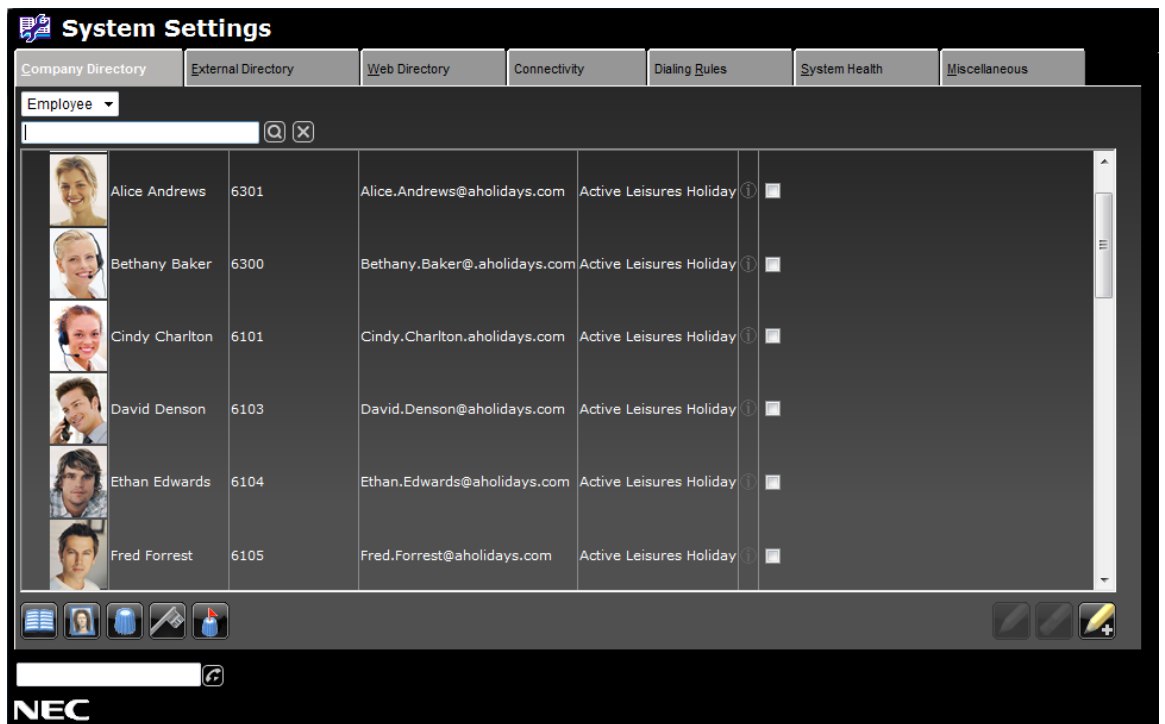 System Settings
Company Directory External Directory Web Directory Connectivity Dialing Rules System Health Miscellaneous
Employee
Alice Andrews 6301 Alice.Andrews@aholidays.com Active Leisures Holiday
Bethany Baker 6300 Bethany.Baker@.aholidays.com Active Leisures Holiday
Cindy Charlton 6101 Cindy.Charlton.aholidays.com Active Leisures Holiday
David Denson 6103 David.Denson@aholidays.com Active Leisures Holiday
Ethan Edwards 6104 Ethan.Edwards@aholidays.com Active Leisures Holiday
Fred Forrest 6105 Fred.Forrest@aholidays.com Active Leisures Holiday
NEC